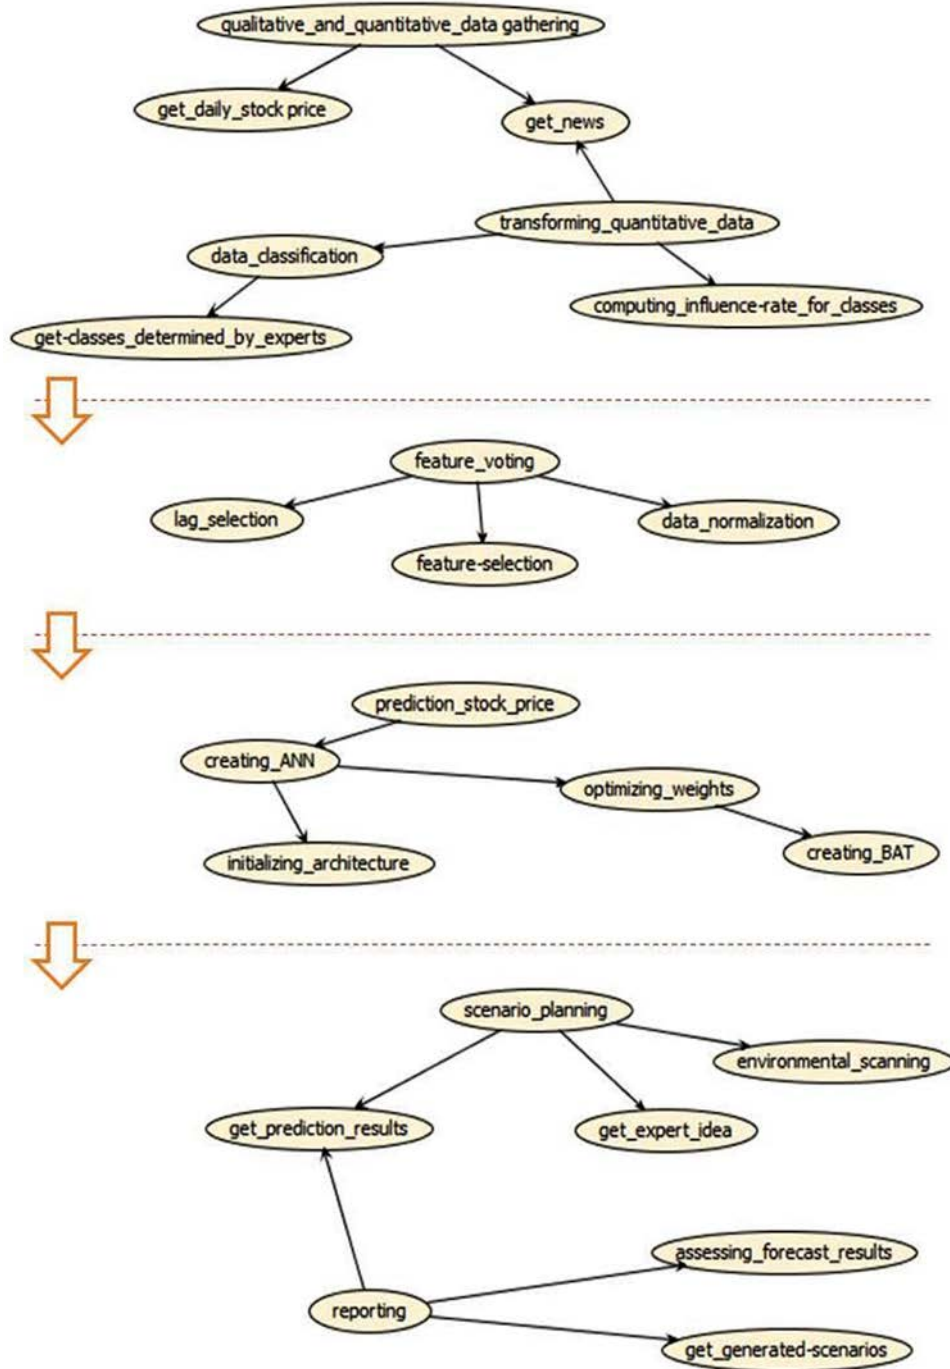 qualitative_and_quantitative_data gathering
get_daily_stock price
get_news
transforming_quantitative_data
data_classification
computing_influence-rate_for_classes
get-classes_determined_by_experts
feature_voting
lag_selection
data_normalization
feature-selection
prediction_stock_price
creating_ANN
optimizing_weights
creating_BAT
initializing_architecture
scenario_planning
environmental_scanning
get_prediction_results
get_expert_idea
assessing_forecast_results
reporting
get_generated-scenarios